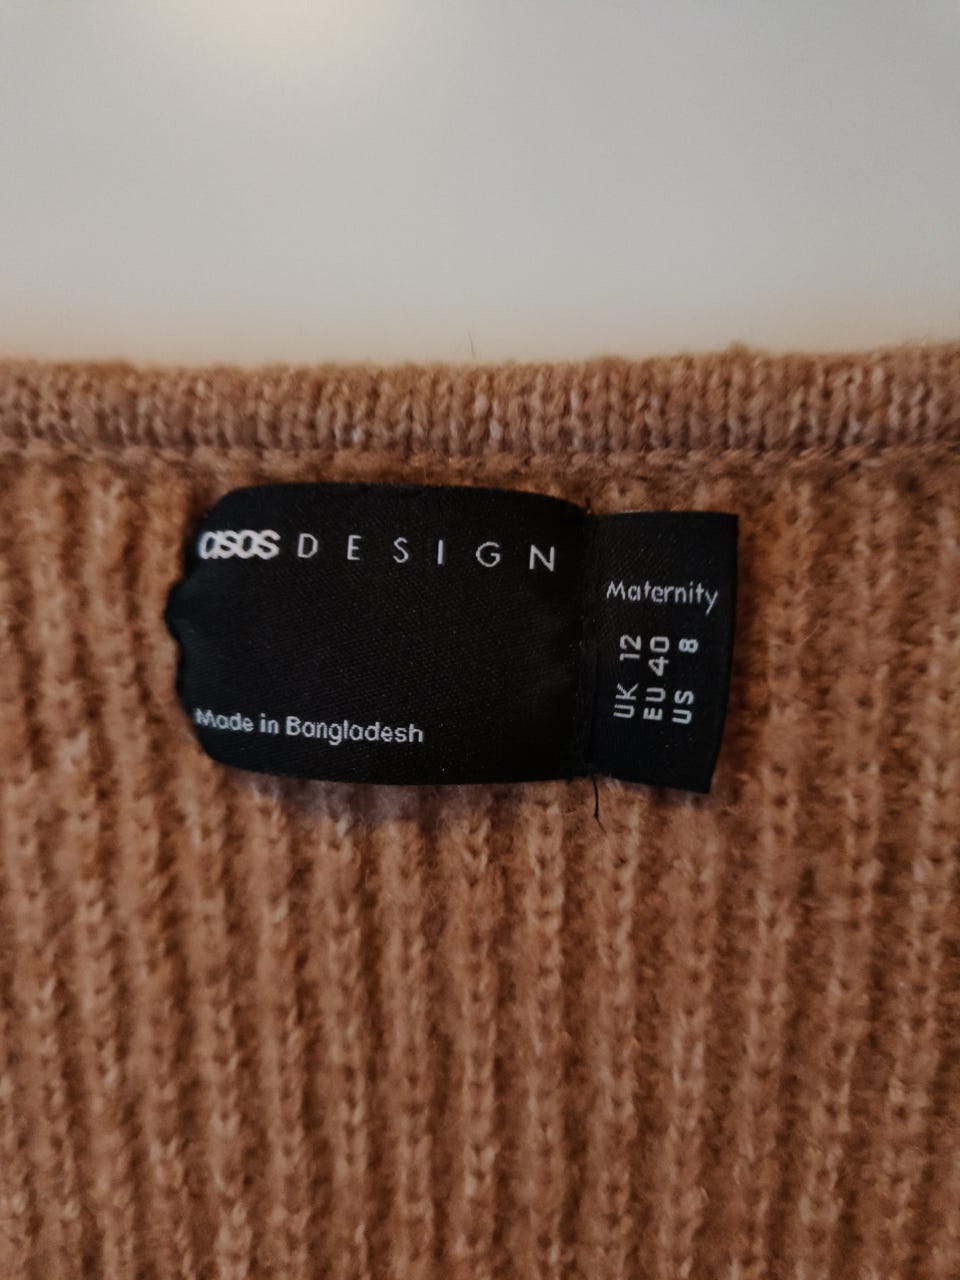 asos DESIGN
Made in Bangladesh
Maternity
UK 12
EU 40
US 8